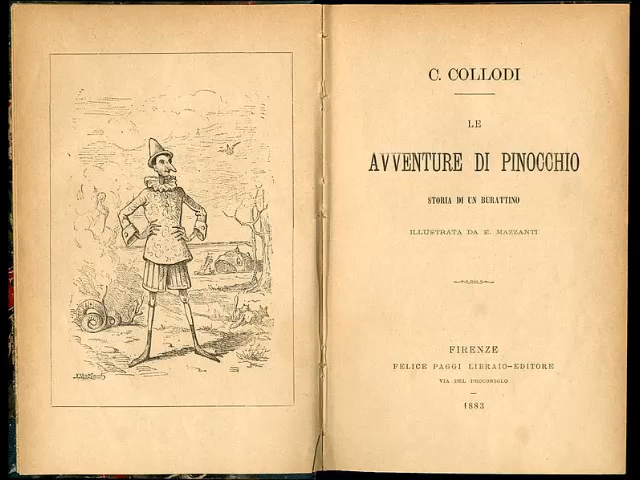 C. COLLODI
LE
AVVENTURE DI PINOCCHIO
STORIA DI UN BURATTINO
ILLUSTRATA DA E. MAZZANTI
FIRENZE
FELICE PAGGI LIBRAIO-EDITORE
VIA DEL PROCONSOLO
1883